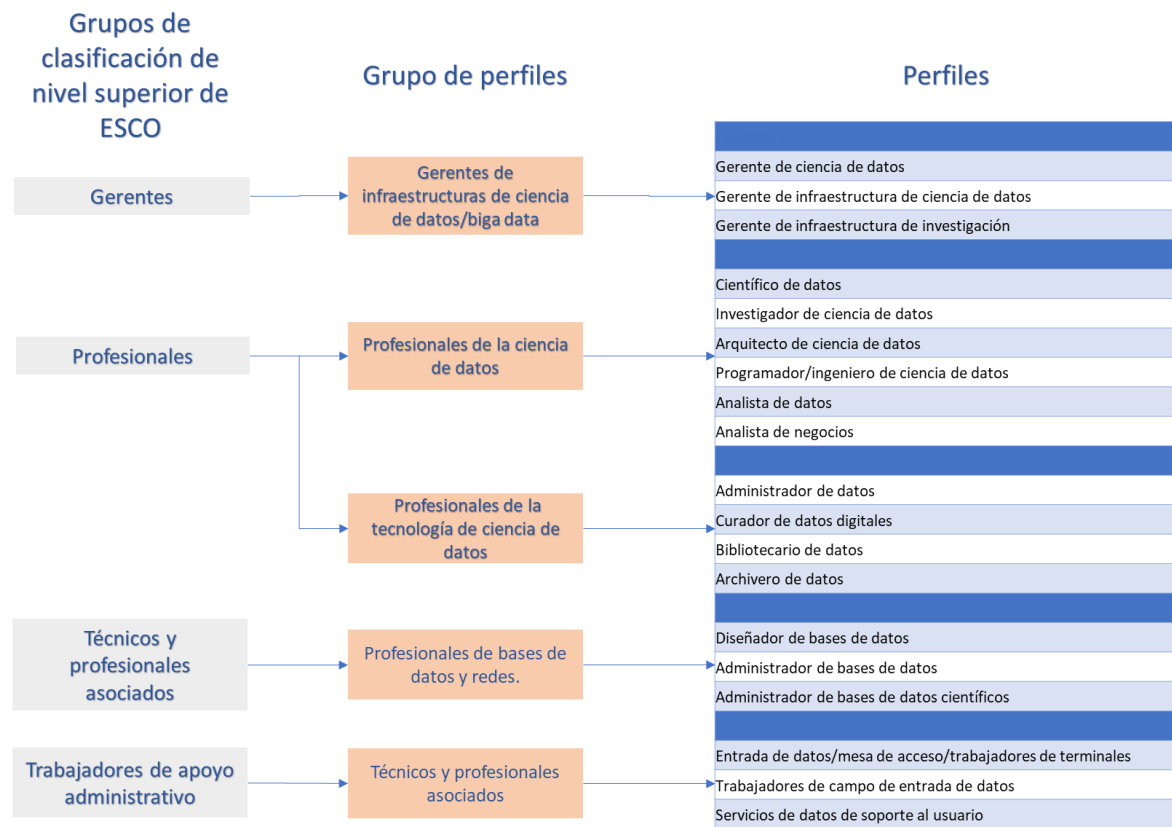 Grupos de
clasificación de
nivel superior de
ESCO
Grupo de perfiles
Perfiles
Gerentes
Gerentes de
infraestructuras de ciencia
de datos/biga data
Gerente de ciencia de datos
Gerente de infraestructura de ciencia de datos
Gerente de infraestructura de investigación
Profesionales
Profesionales de la ciencia
de datos
Científico de datos
Investigador de ciencia de datos
Arquitecto de ciencia de datos
Programador/ingeniero de ciencia de datos
Analista de datos
Analista de negocios
Profesionales de la
tecnología de ciencia de
datos
Administrador de datos
Curador de datos digitales
Bibliotecario de datos
Archivero de datos
Técnicos y
profesionales
asociados
Profesionales de bases de
datos y redes.
Diseñador de bases de datos
Administrador de bases de datos
Administrador de bases de datos científicos
Trabajadores de apoyo
administrativo
Técnicos y profesionales
asociados
Entrada de datos/mesa de acceso/trabajadores de terminales
Trabajadores de campo de entrada de datos
Servicios de datos de soporte al usuario